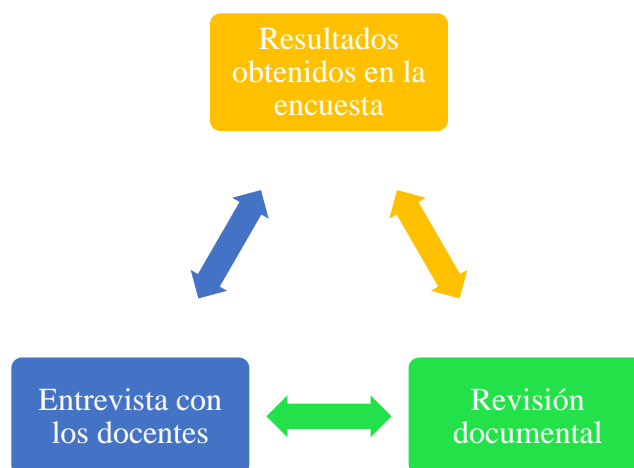 Resultados
obtenidos en la
encuesta
Entrevista con
los docentes
Revisión
documental